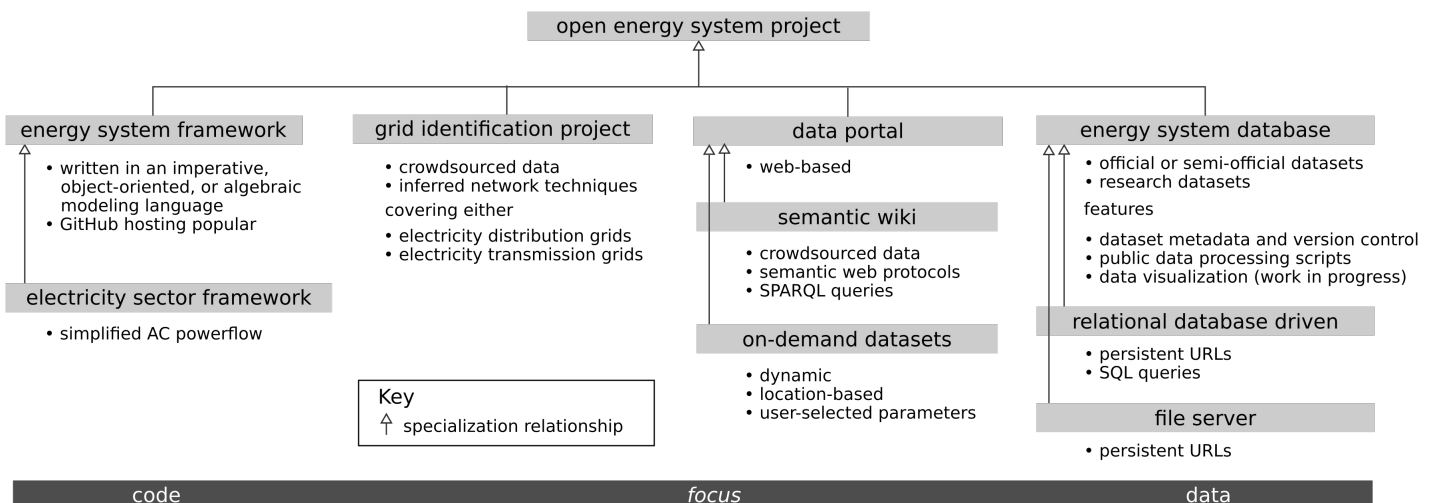 open energy system project
energy system framework
• written in an imperative,
object-oriented, or algebraic
modeling language
• GitHub hosting popular
electricity sector framework
• simplified AC powerflow
grid identification project
• crowdsourced data
• inferred network techniques
covering either
• electricity distribution grids
• electricity transmission grids
Key
specialization relationship
data portal
• web-based
semantic wiki
• crowdsourced data
• semantic web protocols
• SPARQL queries
on-demand datasets
• dynamic
• location-based
• user-selected parameters
energy system database
• official or semi-official datasets
• research datasets
features
• dataset metadata and version control
• public data processing scripts
• data visualization (work in progress)
relational database driven
• persistent URLs
• SQL queries
file server
• persistent URLs
code
focus
data